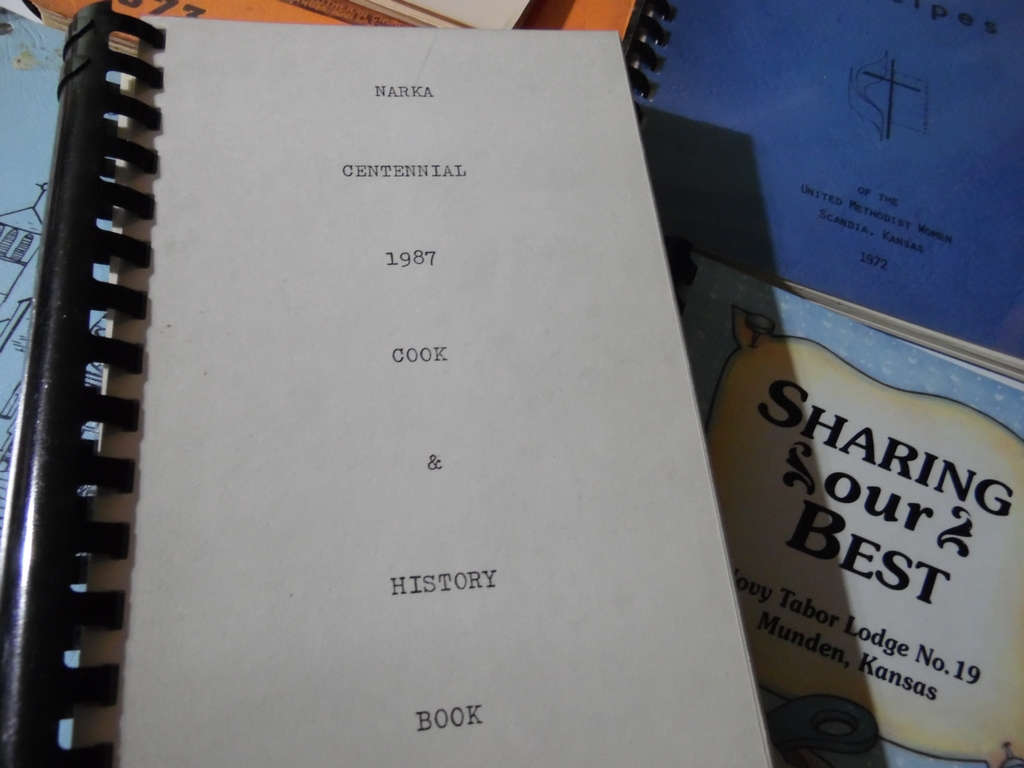 NARKA
CENTENNIAL
1987
COOK
&
HISTORY
BOOK
OF THE
UNITED METHODIST WOMEN
SCANDIA, KANSAS
1972
SHARING
our
BEST
Tabor Lodge No. 19
Munden, Kansas